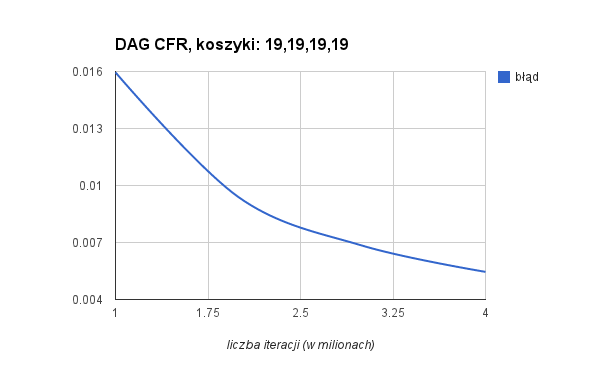 DAG CFR, koszyki: 19,19,19,19
błąd
0.016
0.013
0.01
0.007
0.004
1 1.75 2.5 3.25 4
liczba iteracji (w milionach)